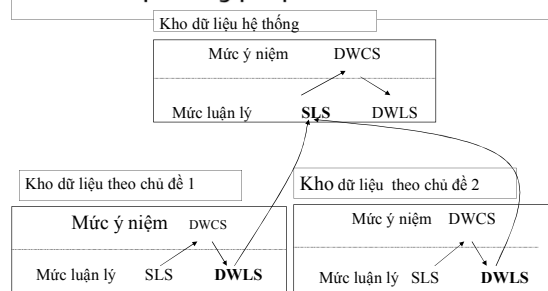 Kho dữ liệu hệ thống
Mức ý niệm DWCS
Mức luận lý SLS DWLS
Kho dữ liệu theo chủ đề 1
Kho dữ liệu theo chủ đề 2
Mức ý niệm DWCS
Mức luận lý SLS DWLS
Mức ý niệm DWCS
Mức luận lý SLS DWLS